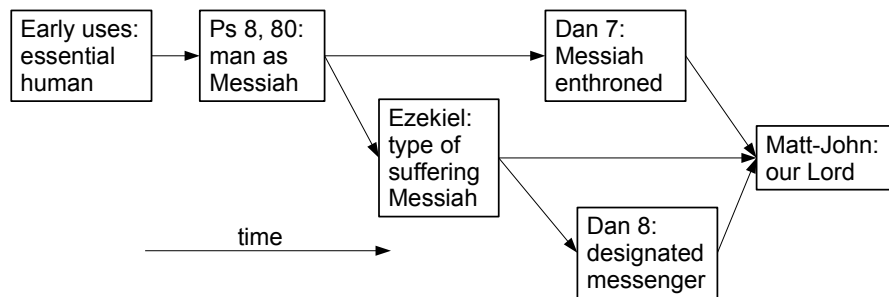 Early uses:
essential
human
Ps 8, 80:
man as
Messiah
Dan 7:
Messiah
enthroned
Ezekiel:
type of
suffering
Messiah
Matt-John:
our Lord
Dan 8:
designated
messenger
time